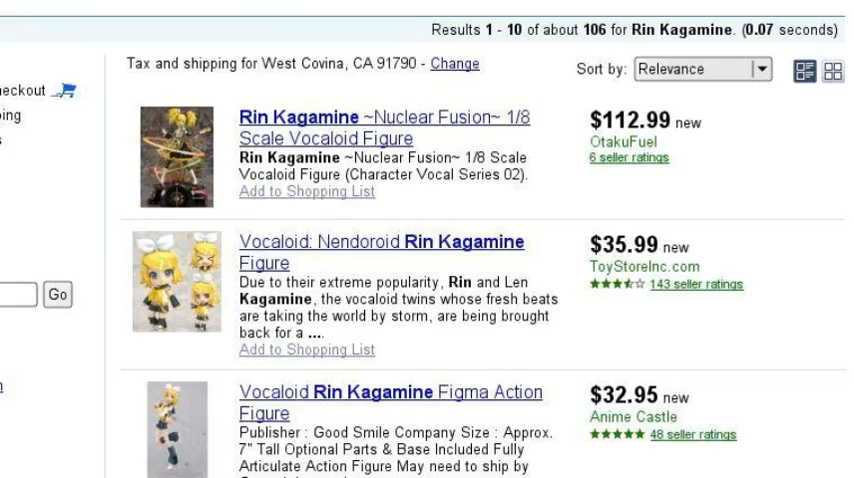 Results 1 - 10 of about 106 for Rin Kagamine. (0.07 seconds)
Tax and shipping for West Covina, CA 91790 - Change
Sort by: Relevance
Rin Kagamine ~Nuclear Fusion~ 1/8
Scale Vocaloid Figure
Rin Kagamine ~Nuclear Fusion~ 1/8 Scale
Vocaloid Figure (Character Vocal Series 02).
Add to Shopping List
$112.99 new
OtakuFuel
6 seller ratings
Vocaloid: Nendoroid Rin Kagamine
Figure
Due to their extreme popularity, Rin and Len
Kagamine, the vocaloid twins whose fresh beats
are taking the world by storm, are being brought
back for a ....
Add to Shopping List
$35.99 new
ToyStoreInc.com
143 seller ratings
Go
Vocaloid Rin Kagamine Figma Action
Figure
Publisher : Good Smile Company Size : Approx.
7" Tall Optional Parts & Base Included Fully
Articulate Action Figure May need to ship by
$32.95 new
Anime Castle
48 seller ratings